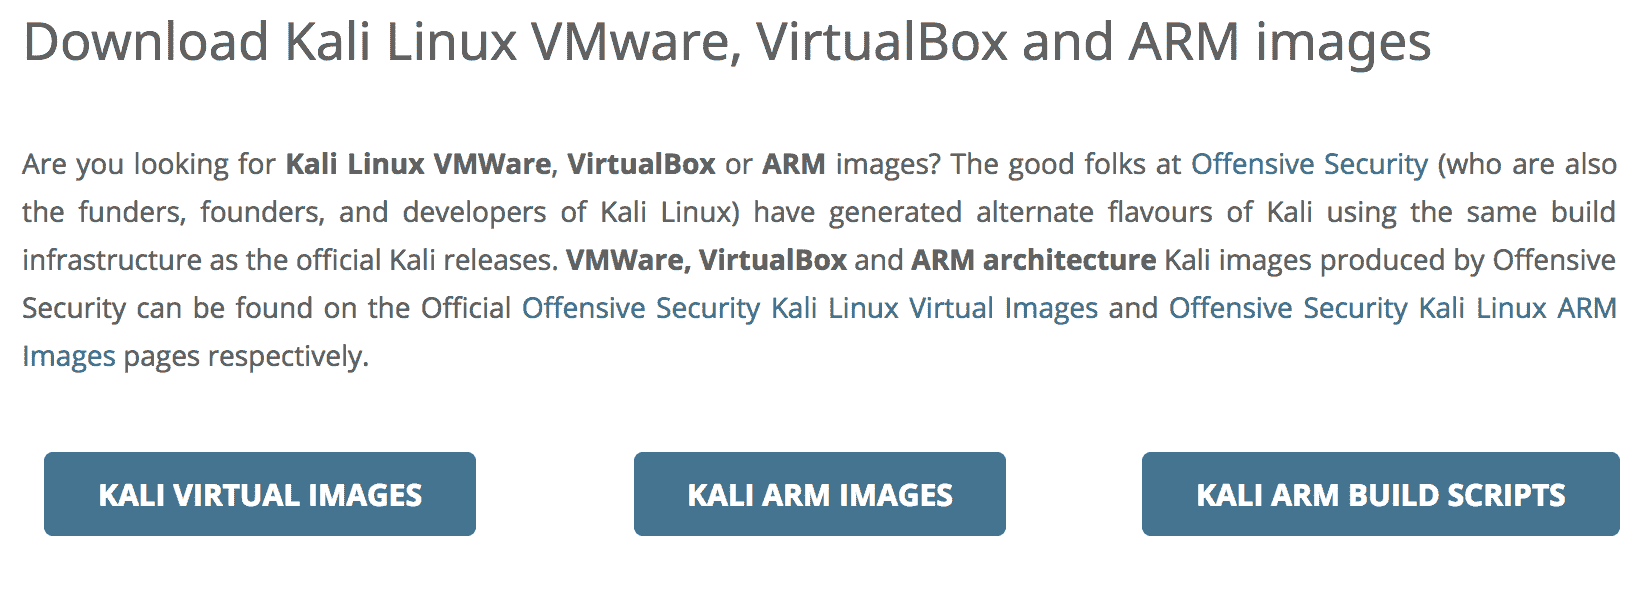 Download Kali Linux VMware, VirtualBox and ARM images
Are you looking for Kali Linux VMWare, VirtualBox or ARM images? The good folks at Offensive Security (who are also
the funders, founders, and developers of Kali Linux) have generated alternate flavours of Kali using the same build
infrastructure as the official Kali releases. VMWare, VirtualBox and ARM architecture Kali images produced by Offensive
Security can be found on the Official Offensive Security Kali Linux Virtual Images and Offensive Security Kali Linux ARM
Images pages respectively.
KALI VIRTUAL IMAGES
KALI ARM IMAGES
KALI ARM BUILD SCRIPTS